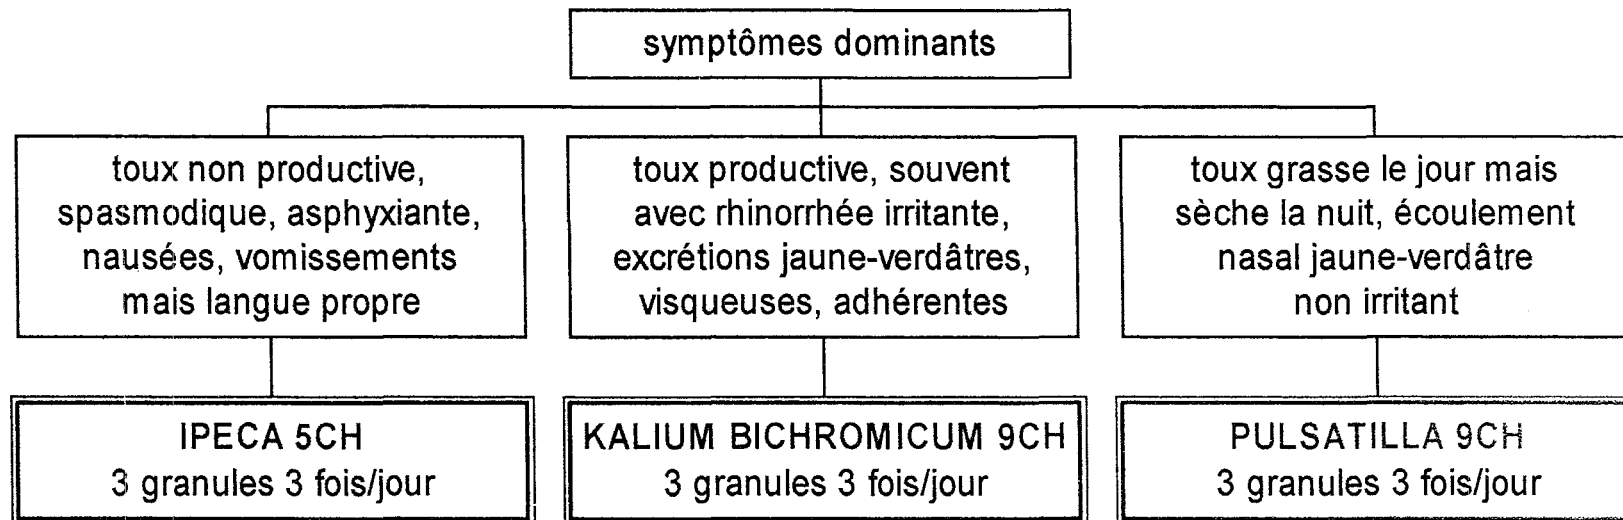 symptômes dominants
toux non productive,
spasmodique, asphyxiante,
nausées, vomissements
mais langue propre
toux productive, souvent
avec rhinorrhée irritante,
excrétions jaune-verdâtres,
visqueuses, adhérentes
toux grasse le jour mais
sèche la nuit, écoulement
nasal jaune-verdâtre
non irritant
IPECA 5CH
3 granules 3 fois/jour
KALIUM BICHROMICUM 9CH
3 granules 3 fois/jour
PULSATILLA 9CH
3 granules 3 fois/jour